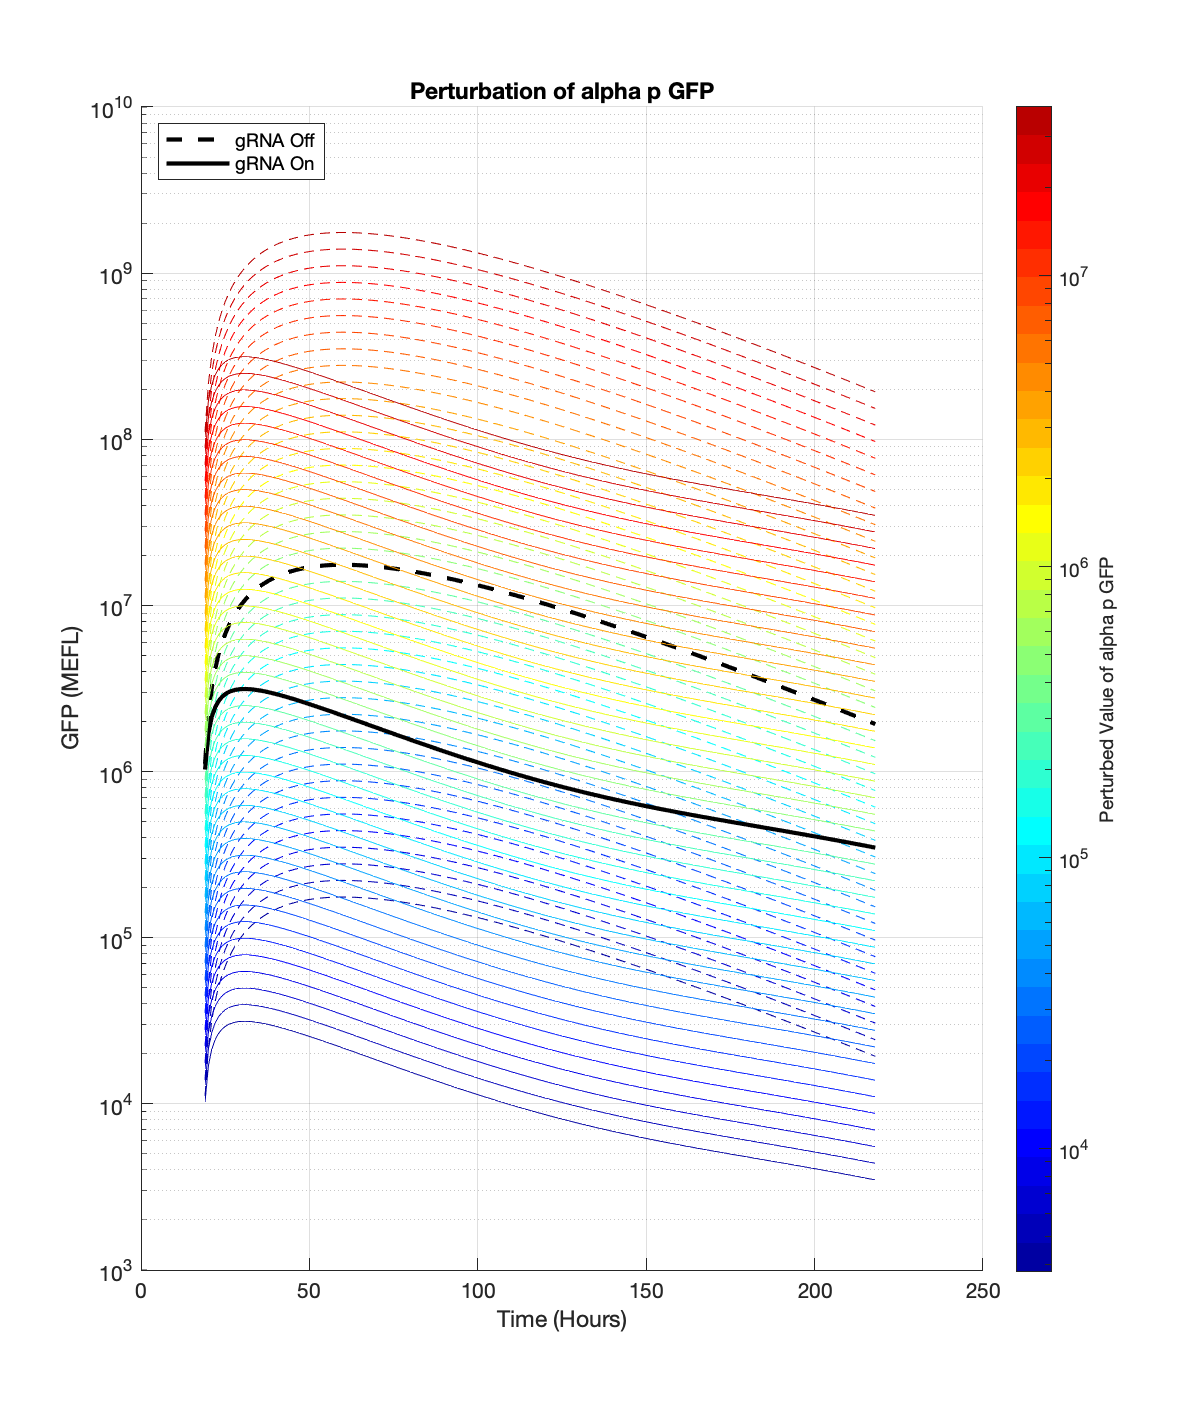 Perturbation of alpha p GFP
gRNA Off
gRNA On
10^10
10^9
10^8
10^7
10^6
10^5
10^4
10^3
GFP (MEFL)
0 50 100 150 200 250
Time (Hours)
10^7
10^6
10^5
10^4
Perturbed Value of alpha p GFP